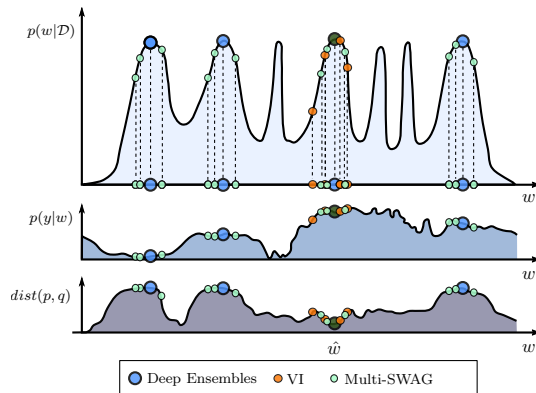 p(w|𝒟)
w
p(y|w)
w
dist(p, q)
ŵ
w
Deep Ensembles VI Multi-SWAG